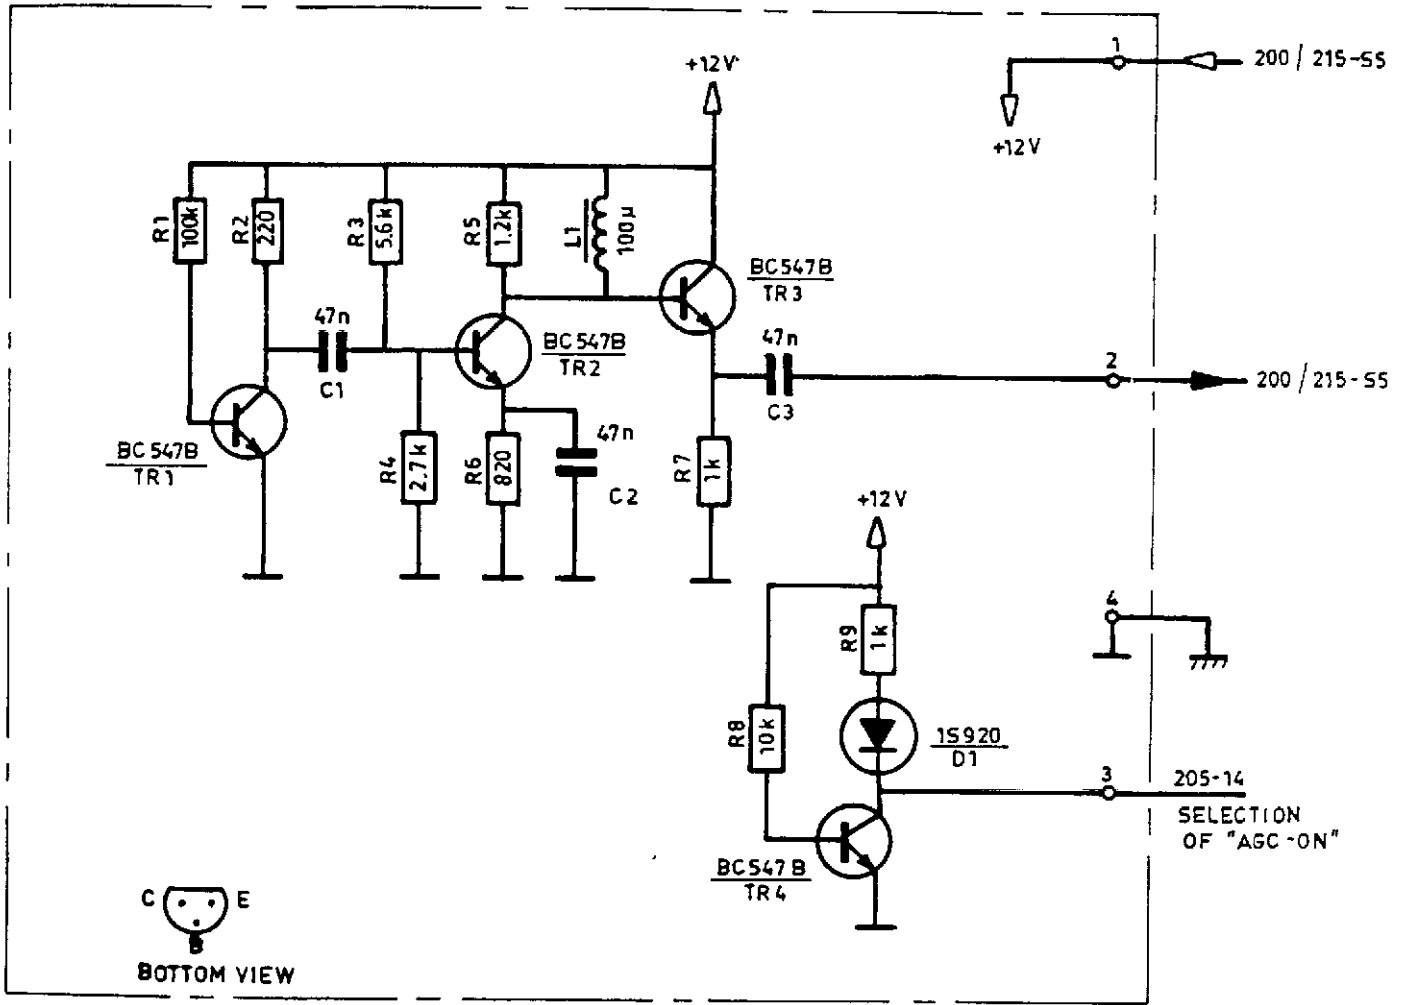 1
200 / 215-S5
+12V
+12V
R1
100k
R2
220
R3
5.6k
R5
1.2k
L1
100μ
BC547B
TR3
47n
C1
BC547B
TR2
47n
C3
2
200 / 215-S5
BC547B
TR1
R4
2.7k
R6
820
47n
C2
R7
1k
+12V
4
R9
1k
R8
10k
1S920
D1
3
205-14
SELECTION
OF "AGC-ON"
BC547B
TR4
C
E
B
BOTTOM VIEW